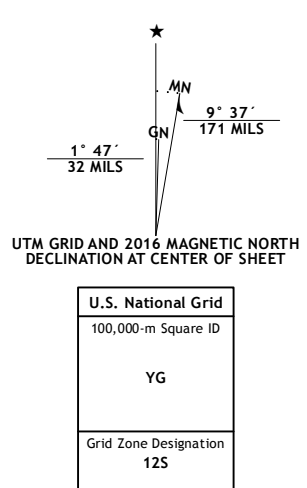 ★
MN
GN
9° 37´
171 MILS
1° 47´
32 MILS
UTM GRID AND 2016 MAGNETIC NORTH
DECLINATION AT CENTER OF SHEET
U.S. National Grid
100,000-m Square ID
YG
Grid Zone Designation
12S